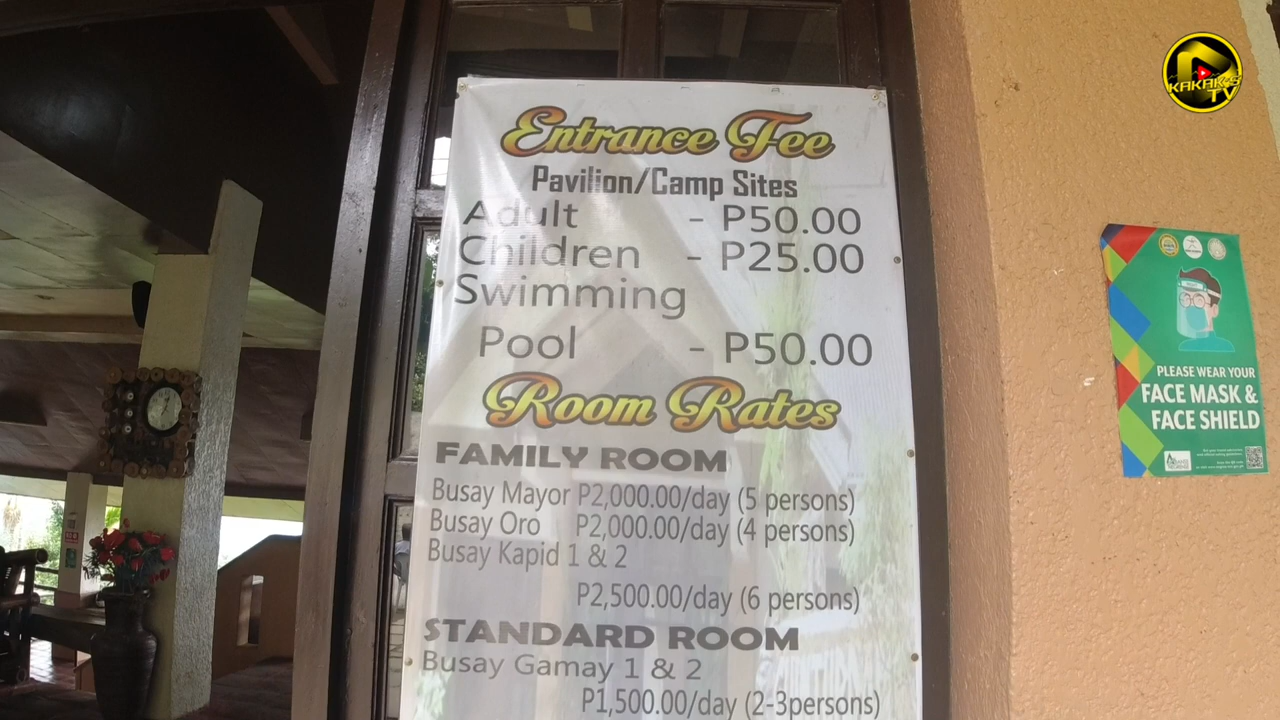 KAKAK'S
TV
Entrance Fee
Pavilion/Camp Sites
Adult - P50.00
Children - P25.00
Swimming
Pool - P50.00
Room Rates
FAMILY ROOM
Busay Mayor P2,000.00/day (5 persons)
Busay Oro P2,000.00/day (4 persons)
Busay Kapid 1 & 2
P2,500.00/day (6 persons)
STANDARD ROOM
Busay Gamay 1 & 2
P1,500.00/day (2-3persons)
PLEASE WEAR YOUR
FACE MASK &
FACE SHIELD